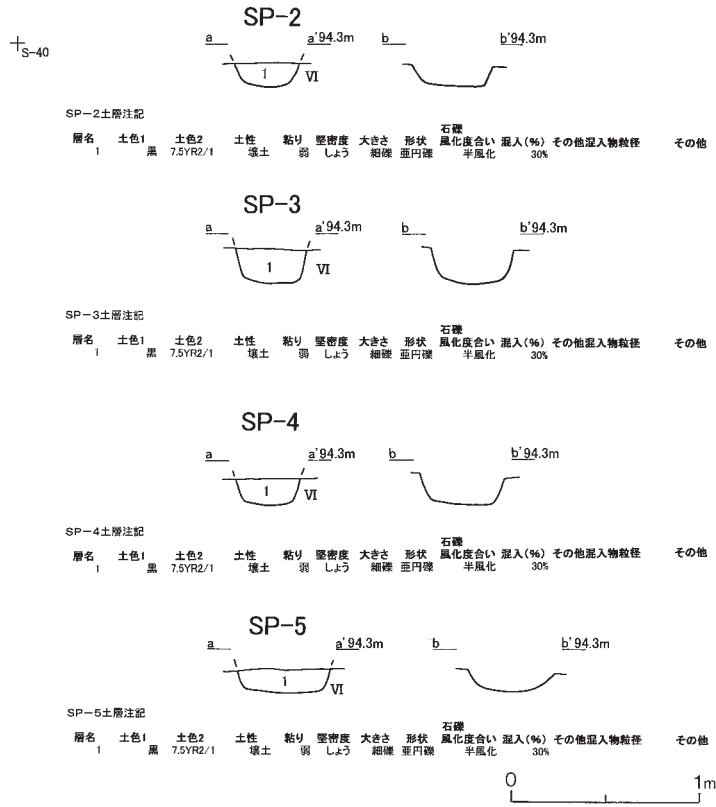 SP-2
S-40
a a'94.3m b b'94.3m
1 VI
SP-2土層注記
石礫
層名 土色1 土色2 土性 粘り 堅密度 大きさ 形状 風化度合い 混入(%) その他混入物粒径 その他
1 黒 7.5YR2/1 壌土 弱 しょう 細礫 亜円礫 半風化 30%
SP-3
a a'94.3m b b'94.3m
1 VI
SP-3土層注記
石礫
層名 土色1 土色2 土性 粘り 堅密度 大きさ 形状 風化度合い 混入(%) その他混入物粒径 その他
1 黒 7.5YR2/1 壌土 弱 しょう 細礫 亜円礫 半風化 30%
SP-4
a a'94.3m b b'94.3m
1 VI
SP-4土層注記
石礫
層名 土色1 土色2 土性 粘り 堅密度 大きさ 形状 風化度合い 混入(%) その他混入物粒径 その他
1 黒 7.5YR2/1 壌土 弱 しょう 細礫 亜円礫 半風化 30%
SP-5
a a'94.3m b b'94.3m
1 VI
SP-5土層注記
石礫
層名 土色1 土色2 土性 粘り 堅密度 大きさ 形状 風化度合い 混入(%) その他混入物粒径 その他
1 黒 7.5YR2/1 壌土 弱 しょう 細礫 亜円礫 半風化 30%
0 1m